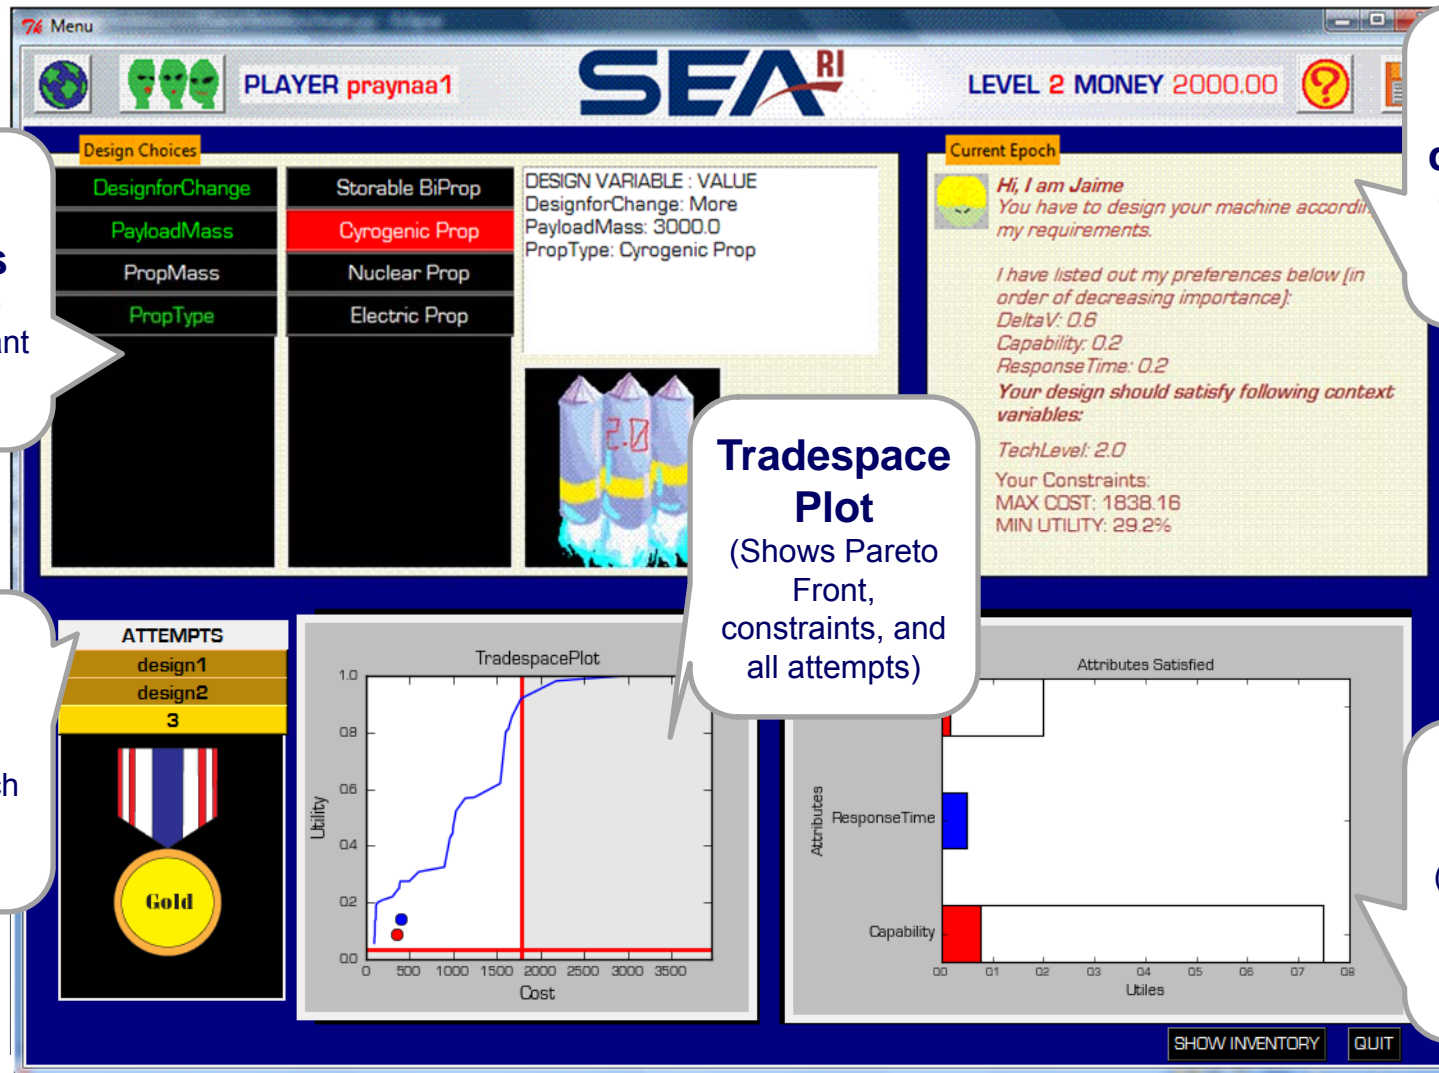 Menu
PLAYER praynaa1
SEA RI
LEVEL 2 MONEY 2000.00
?
Design Choices
DesignforChange
PayloadMass
PropMass
PropType
Storable BiProp
Cyrogenic Prop
Nuclear Prop
Electric Prop
DESIGN VARIABLE : VALUE
DesignforChange: More
PayloadMass: 3000.0
PropType: Cyrogenic Prop
2.0
Current Epoch
Hi, I am Jaime
You have to design your machine accordin
my requirements.
I have listed out my preferences below (in
order of decreasing importance):
DeltaV: 0.6
Capability: 0.2
ResponseTime: 0.2
Your design should satisfy following context
variables:
TechLevel: 2.0
Your Constraints:
MAX COST: 1838.16
MIN UTILITY: 29.2%
Tradespace
Plot
(Shows Pareto
Front,
constraints, and
all attempts)
ATTEMPTS
design1
design2
3
Gold
TradespacePlot
1.0
0.8
0.6
0.4
0.2
0.0
Utility
0 500 1000 1500 2000 2500 3000 3500
Cost
Attributes Satisfied
Attributes
ResponseTime
Capability
0.0 0.1 0.2 0.3 0.4 0.5 0.6 0.7 0.8
Utiles
SHOW INVENTORY
QUIT